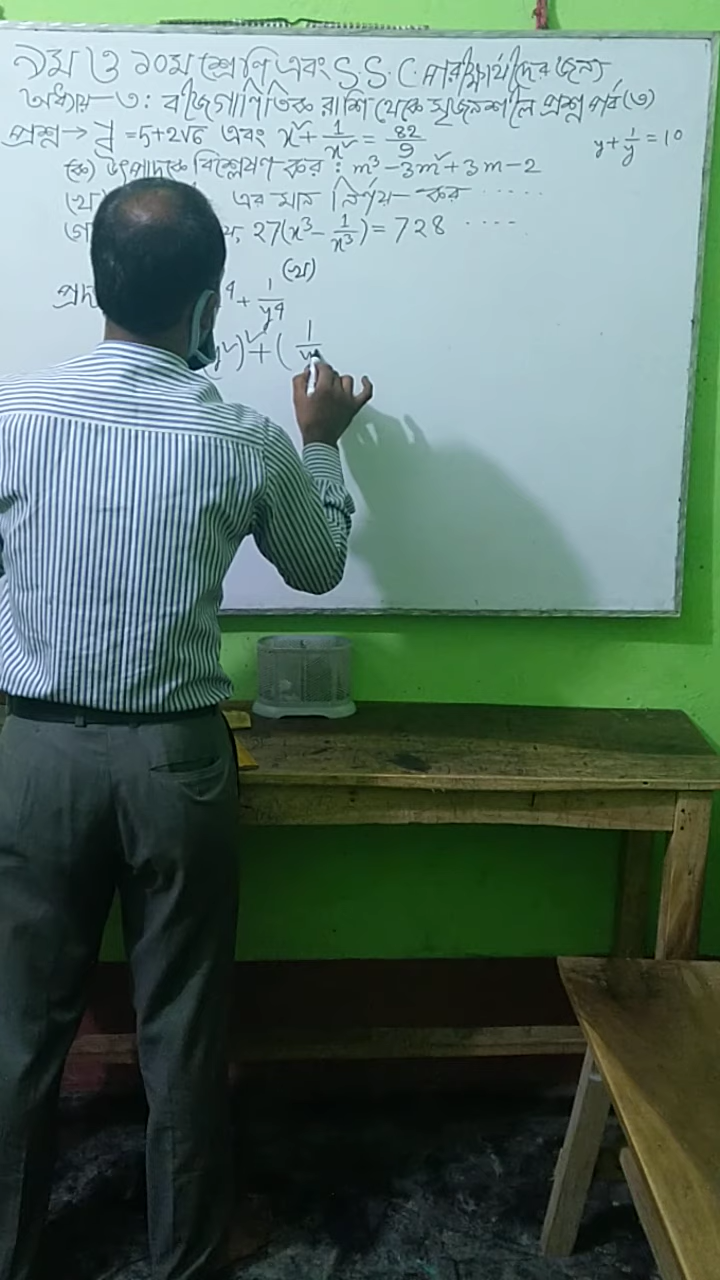 ৯ম ও ১০ম শ্রেণি এবং S.S.C. পরীক্ষার্থীদের জন্য
অধ্যায়-৩: বীজগাণিতিক রাশি থেকে সৃজনশীল প্রশ্ন পর্ব (৩)
প্রশ্ন → = 5+2√6 এবং x² + 1/x² = 82/9
y + 1/y = 10
(ক) উৎপাদকে বিশ্লেষণ কর: m³ - 3m² + 3m - 2
(খ) এর মান নির্ণয় কর .....
27(x³ - 1/x³) = 728 ....
(খ)
4 + 1/y⁴
y²)² + ( 1